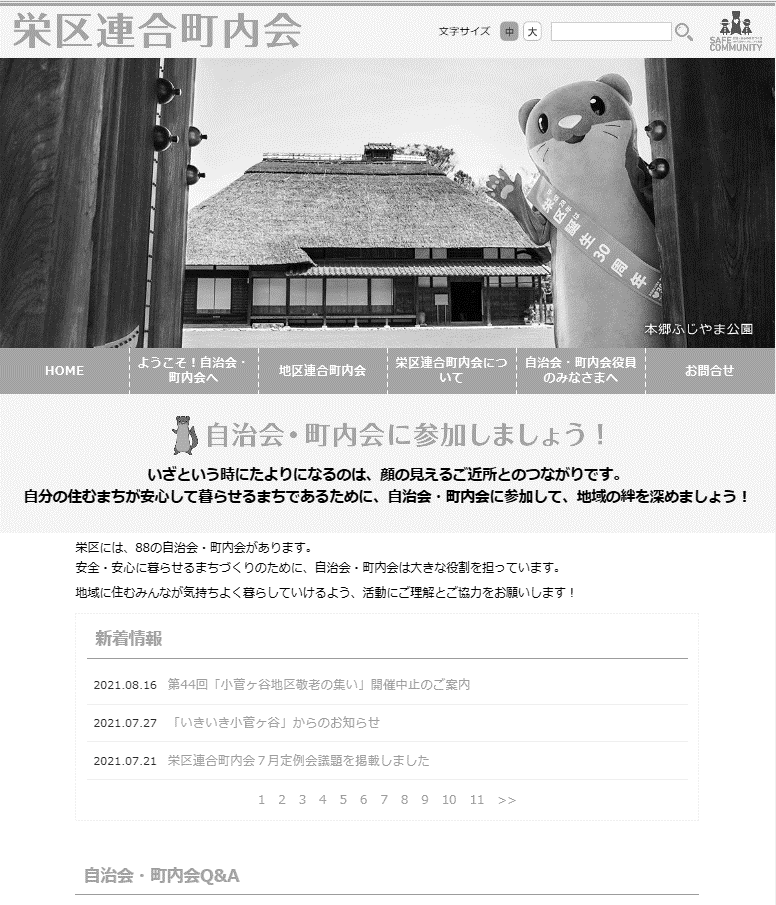 栄区連合町内会
文字サイズ 中 大
SAFE
COMMUNITY
栄区誕生30周年
本郷ふじやま公園
HOME
ようこそ！自治会・
町内会へ
地区連合町内会
栄区連合町内会につ
いて
自治会・町内会役員
のみなさまへ
お問合せ
自治会・町内会に参加しましょう！
いざという時にたよりになるのは、顔の見えるご近所とのつながりです。
自分の住むまちが安心して暮らせるまちであるために、自治会・町内会に参加して、地域の絆を深めましょう！
栄区には、88の自治会・町内会があります。
安全・安心に暮らせるまちづくりのために、自治会・町内会は大きな役割を担っています。
地域に住むみんなが気持ちよく暮らしていけるよう、活動にご理解とご協力をお願いします！
新着情報
2021.08.16 第44回「小菅ヶ谷地区敬老の集い」開催中止のご案内
2021.07.27 「いきいき小菅ヶ谷」からのお知らせ
2021.07.21 栄区連合町内会７月定例会議題を掲載しました
1 2 3 4 5 6 7 8 9 10 11 >>
自治会・町内会Q&A